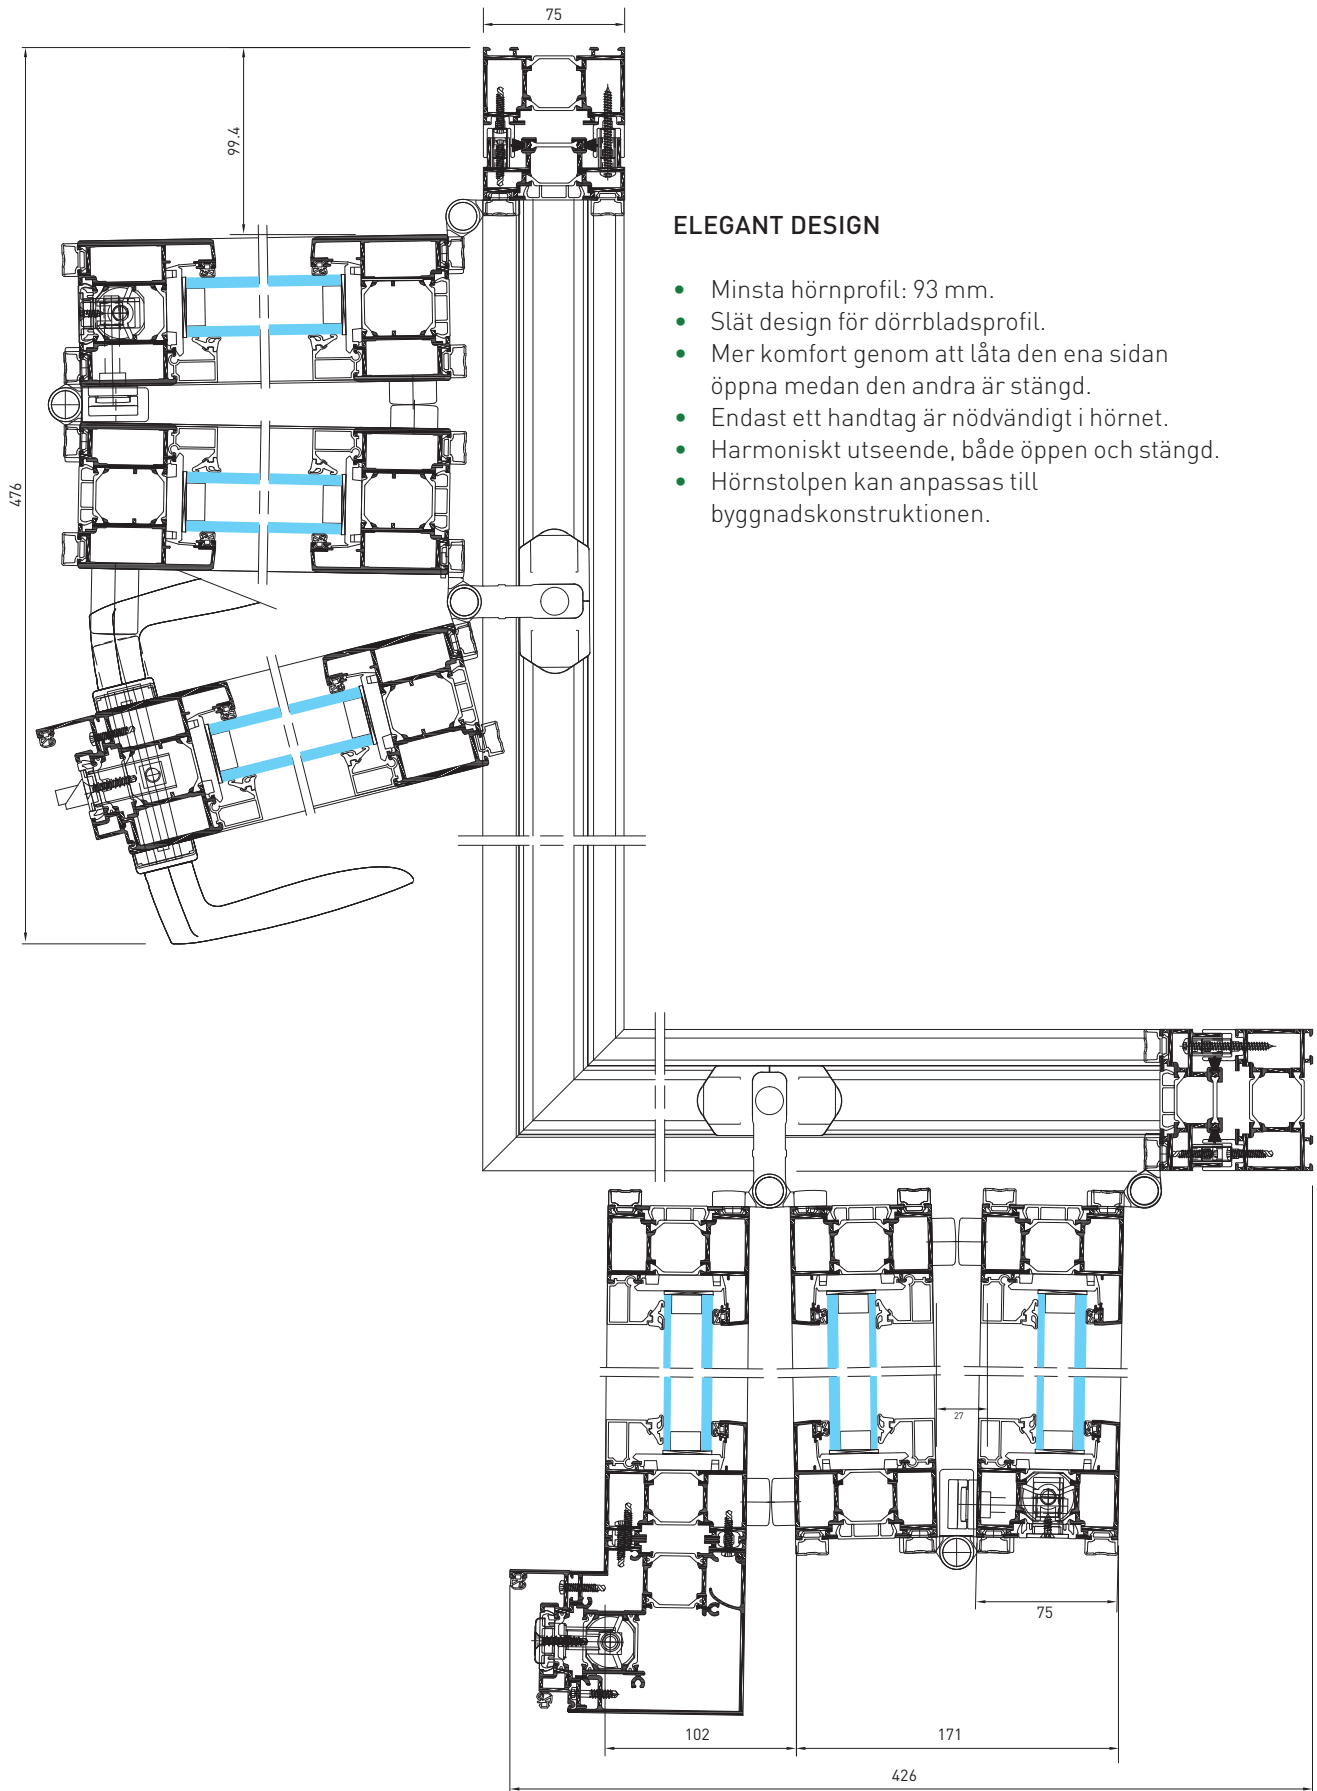 75
99.4
476
ELEGANT DESIGN
• Minsta hörnprofil: 93 mm.
• Slät design för dörrbladsprofil.
• Mer komfort genom att låta den ena sidan
öppna medan den andra är stängd.
• Endast ett handtag är nödvändigt i hörnet.
• Harmoniskt utseende, både öppen och stängd.
• Hörnstolpen kan anpassas till
byggnadskonstruktionen.
27
75
102
171
426